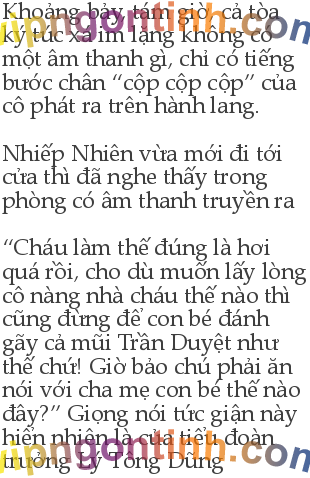 Khoảng bảy, tám giờ, cả tòa
ký túc xá im lặng không có
một âm thanh gì, chỉ có tiếng
bước chân “cộp cộp cộp” của
cô phát ra trên hành lang.
Nhiếp Nhiên vừa mới đi tới
cửa thì đã nghe thấy trong
phòng có âm thanh truyền ra
“Cháu làm thế đúng là hơi
quá rồi, cho dù muốn lấy lòng
cô nàng nhà cháu thế nào thì
cũng đừng để con bé đánh
gãy cả mũi Trần Duyệt như
thế chứ! Giờ bảo chú phải ăn
nói với cha mẹ con bé thế nào
đây?” Giọng nói tức giận này
hiển nhiên là của tiểu đoàn
trưởng Lý Tông Dũng
vipngontinh.com
vipngontinh.com